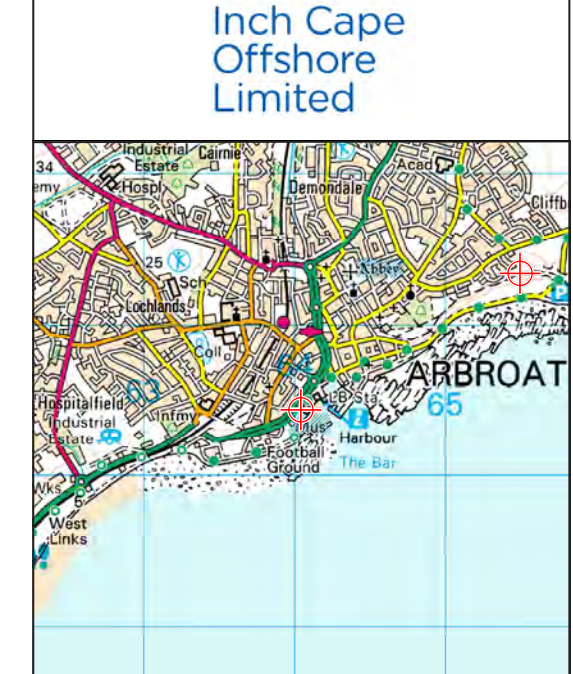 Inch Cape
Offshore
Limited
Industrial
Estate
Cairnie
34
Hospl
Demondale
Acad
Cliffb
25
Sch
Abbey
Lochlands
P
Coll
64
ARBROAT
63
65
Hospitalfield
Industrial
Estate
Infmy
LB Sta
Mus
Harbour
Football
Ground
The Bar
Wks
5
West
Links